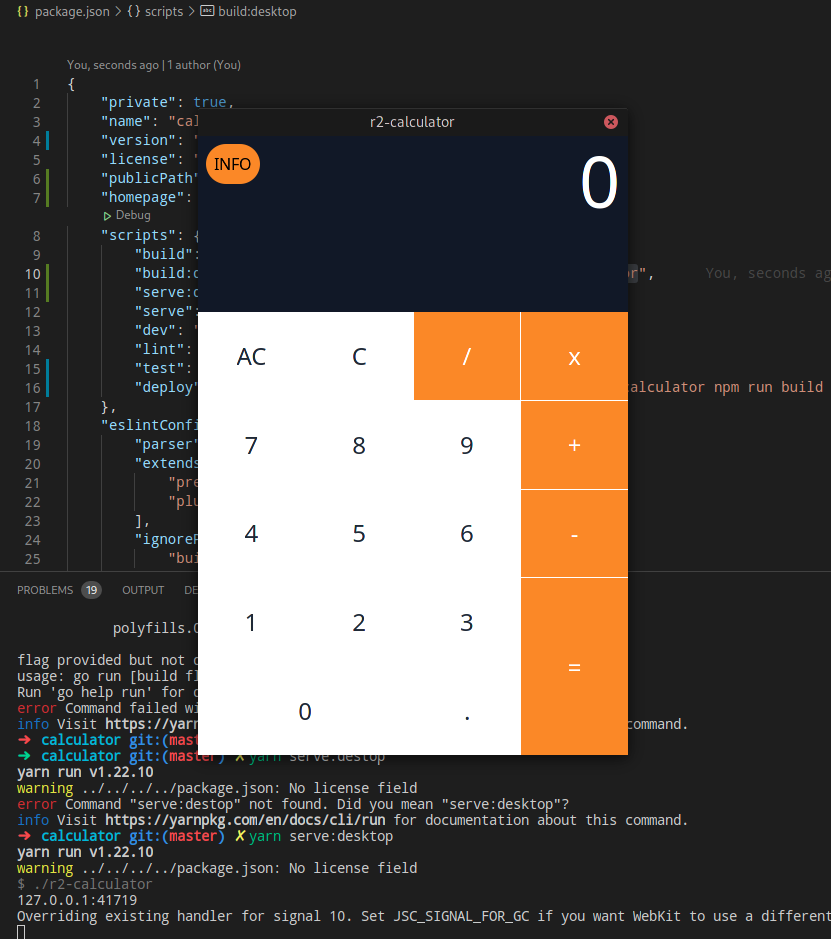 {} package.json > {} scripts > abc build:desktop
You, seconds ago | 1 author (You)
1 {
2 "private": true,
3 "name": "cal
4 "version": "
5 "license": "
6 "publicPath"
7 "homepage":
Debug
8 "scripts": {
9 "build":
10 "build:d r", You, seconds ag
11 "serve:d
12 "serve":
13 "dev": "
14 "lint":
15 "test":
16 "deploy" calculator npm run build
17 },
18 "eslintConfi
19 "parser"
20 "extends
21 "pre
22 "plu
23 ],
24 "ignoreP
25 "bui
r2-calculator
INFO
0
AC C / x
7 8 9 +
4 5 6 -
1 2 3
=
0 .
PROBLEMS 19 OUTPUT DE
polyfills.
flag provided but not d
usage: go run [build fl
Run 'go help run' for d
error Command failed wi
info Visit https://yarn command.
➜ calculator git:(mast
➜ calculator git:(master) ✗ yarn serve:destop
yarn run v1.22.10
warning ../../../../package.json: No license field
error Command "serve:destop" not found. Did you mean "serve:desktop"?
info Visit https://yarnpkg.com/en/docs/cli/run for documentation about this command.
➜ calculator git:(master) ✗ yarn serve:desktop
yarn run v1.22.10
warning ../../../../package.json: No license field
$ ./r2-calculator
127.0.0.1:41719
Overriding existing handler for signal 10. Set JSC_SIGNAL_FOR_GC if you want WebKit to use a different